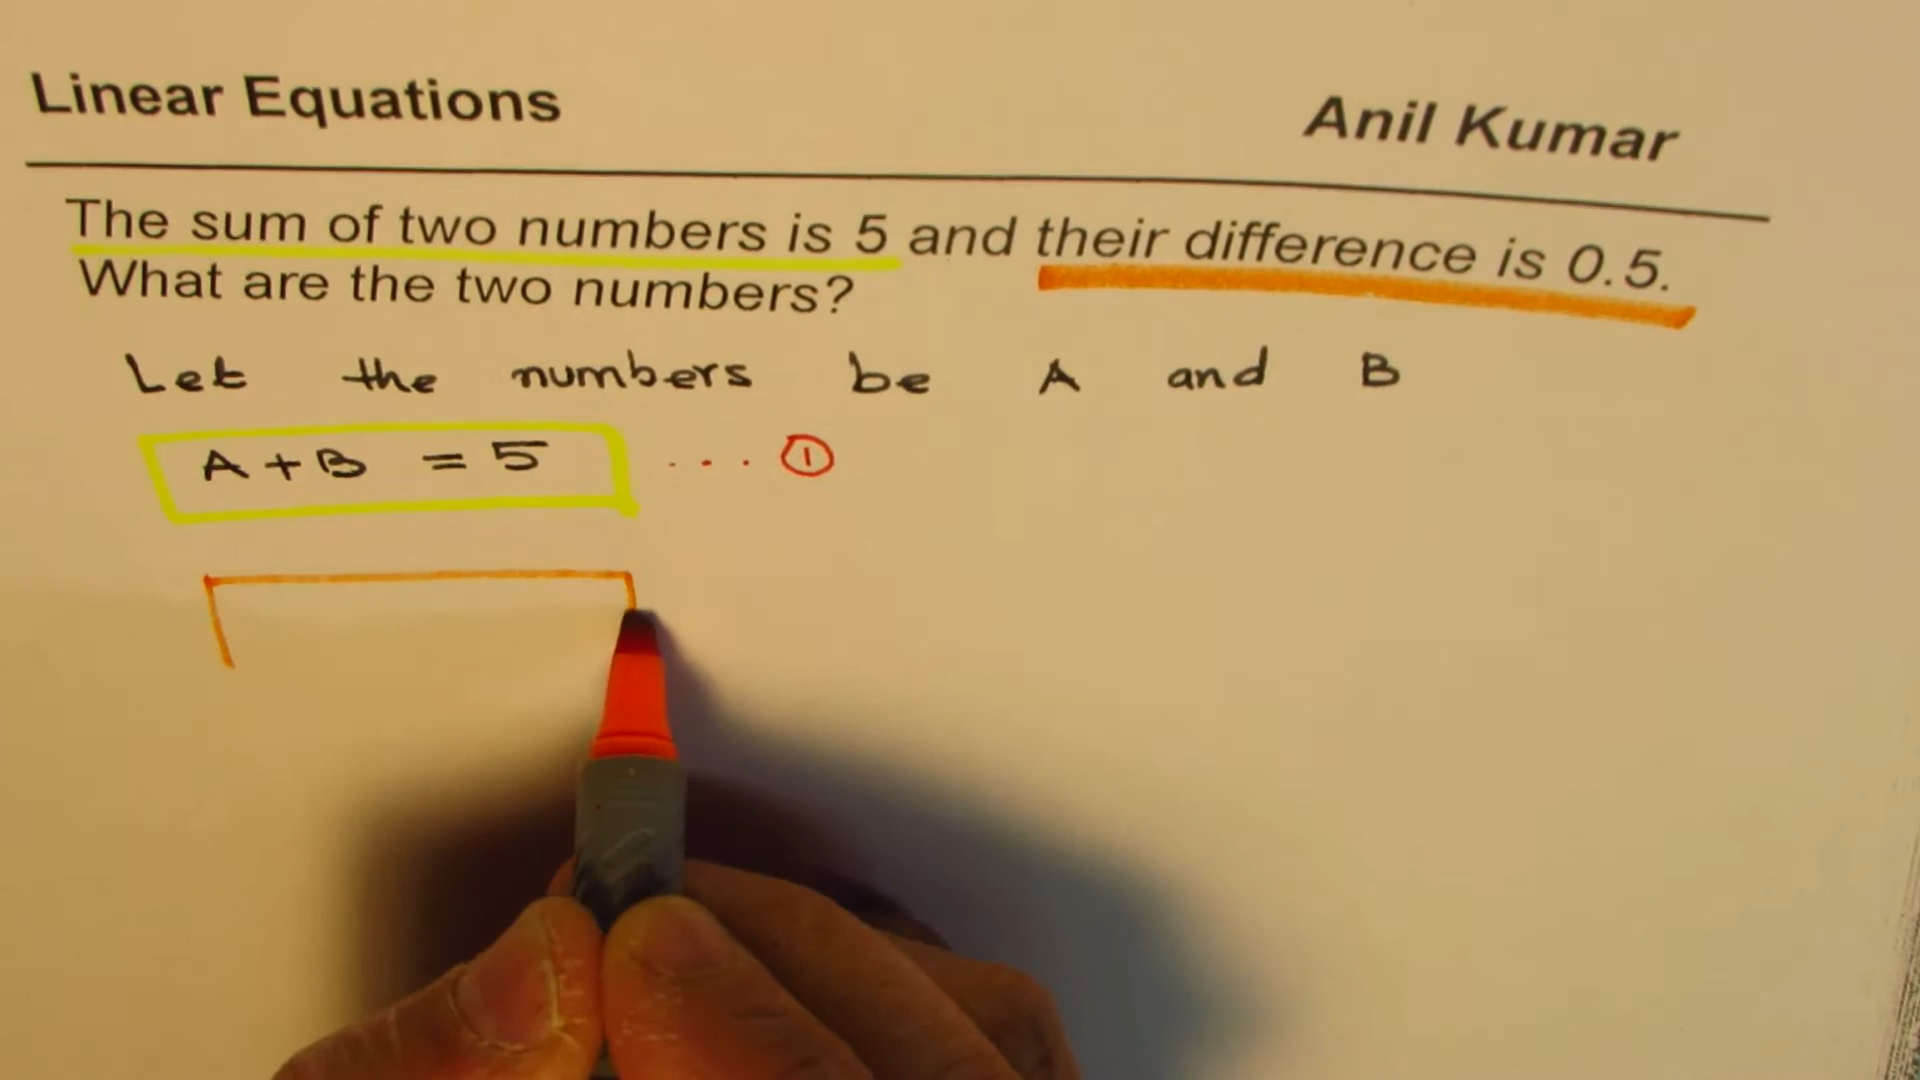 Linear Equations Anil Kumar
The sum of two numbers is 5 and their difference is 0.5.
What are the two numbers?
Let the numbers be A and B
A + B = 5 ... ①